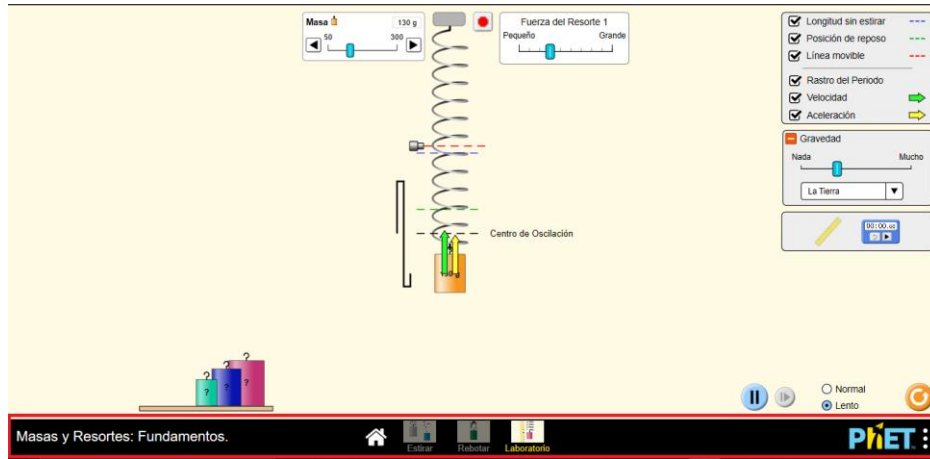 Masa 130 g
50 300
Fuerza del Resorte 1
Pequeño Grande
Longitud sin estirar
Posición de reposo
Línea movible
Rastro del Periodo
Velocidad
Aceleración
Gravedad
Nada Mucho
La Tierra
00:00.00
Centro de Oscilación
130 g
? ? ?
? ? ?
Normal
Lento
Masas y Resortes: Fundamentos.
Estirar Rebotar Laboratorio
PhET